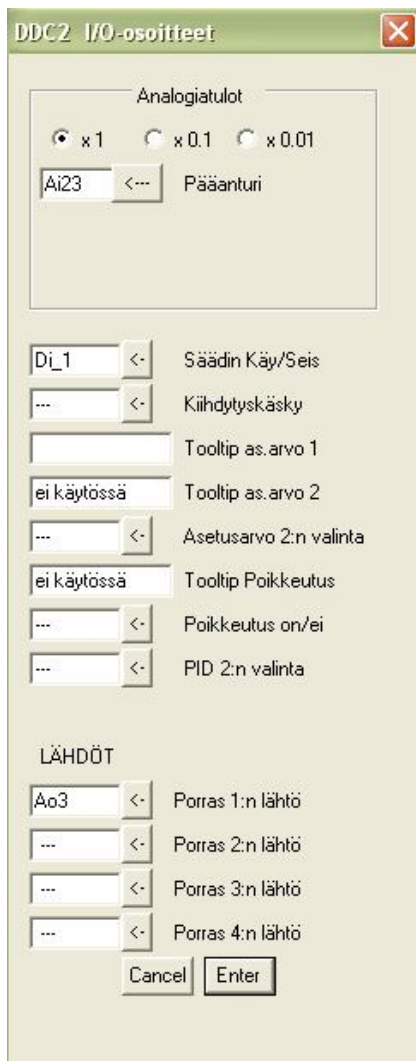 DDC2 I/O-osoitteet
Analogiatulot
x 1 x 0.1 x 0.01
Ai23 <--- Pääanturi
Di_1 <- Säädin Käy/Seis
--- <- Kiihdytyskäsky
Tooltip as.arvo 1
ei käytössä Tooltip as.arvo 2
--- <- Asetusarvo 2:n valinta
ei käytössä Tooltip Poikkeutus
--- <- Poikkeutus on/ei
--- <- PID 2:n valinta
LÄHDÖT
Ao3 <- Porras 1:n lähtö
--- <- Porras 2:n lähtö
--- <- Porras 3:n lähtö
--- <- Porras 4:n lähtö
Cancel Enter